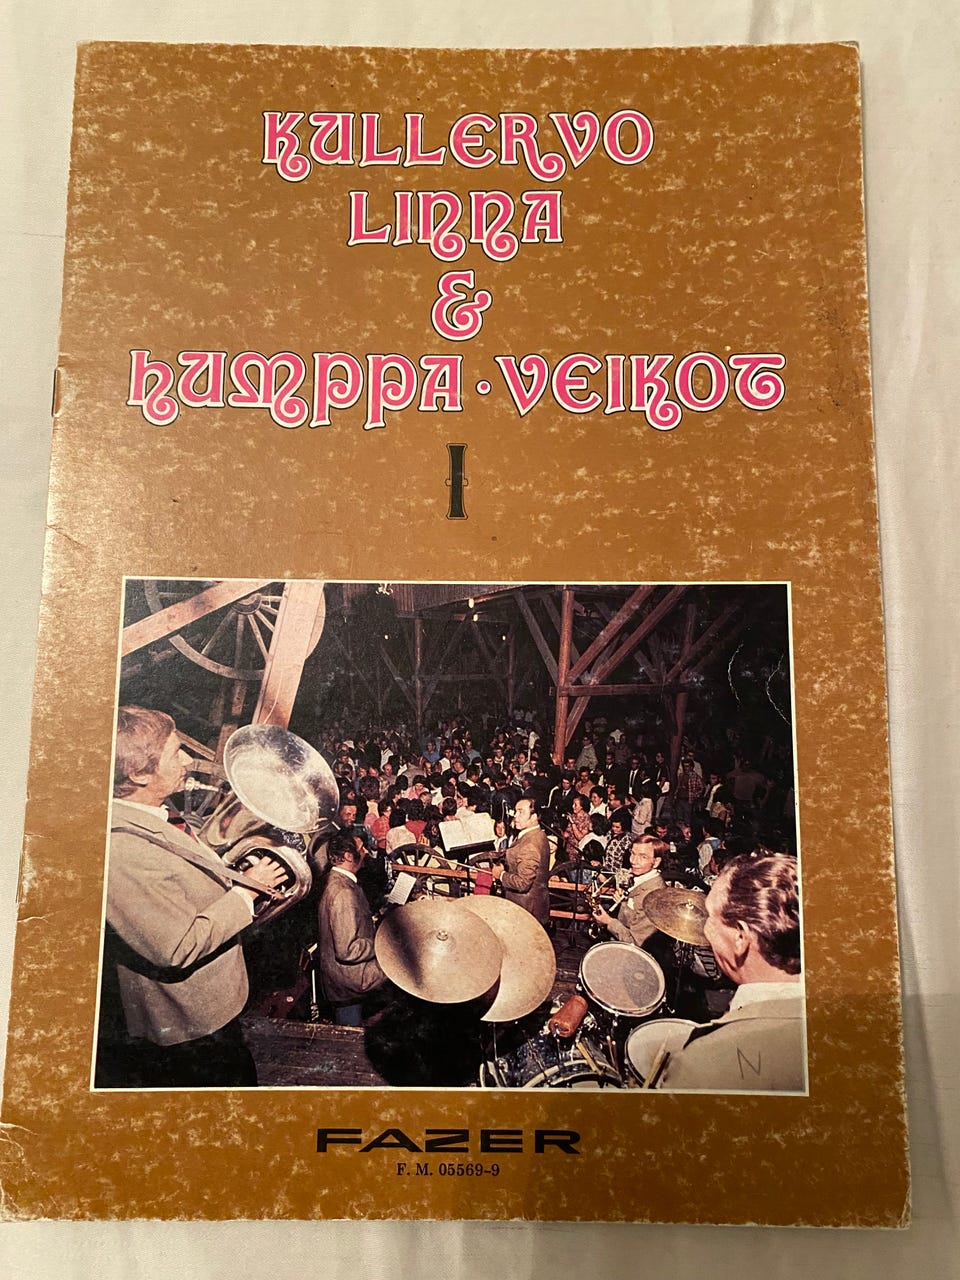 KULLERVO
LINNA
&
HUMPPA·VEIKOT
I
FAZER
F. M. 05569-9
N